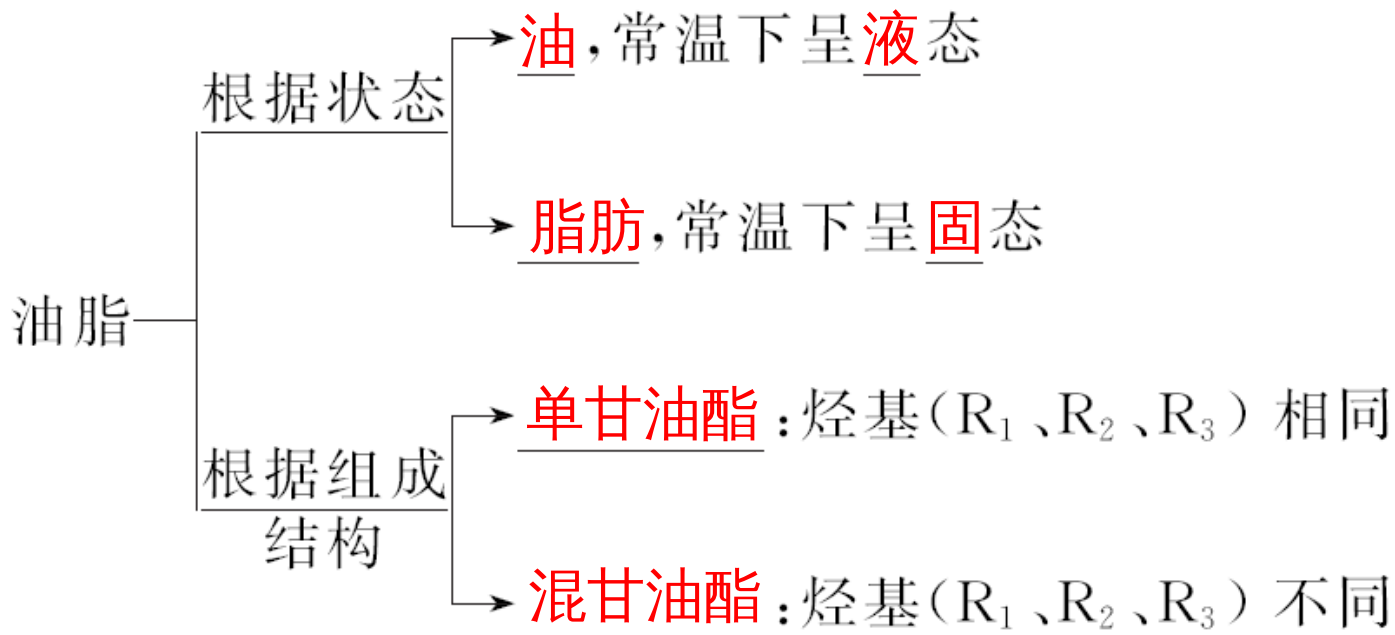 油,常温下呈液态
根据状态
脂肪,常温下呈固态
油脂
单甘油酯:烃基(R₁、R₂、R₃)相同
根据组成
结构
混甘油酯:烃基(R₁、R₂、R₃)不同